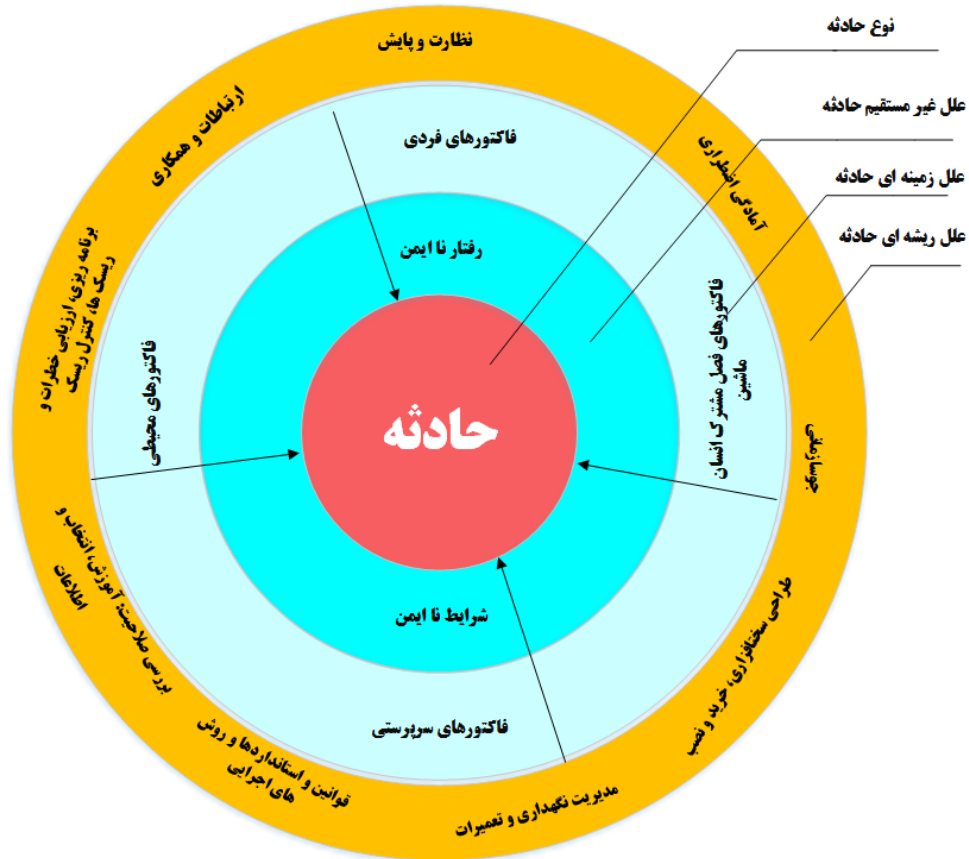 نوع حادثه
علل غیر مستقیم حادثه
علل زمینه ای حادثه
علل ریشه ای حادثه
نظارت و پایش
ارتباطات و همکاری
آمادگی اضطراری
برنامه ریزی، ارزیابی خطرات و
ریسک ها، کنترل ریسک
جوسازمانی
بررسی صلاحیت؛ آموزش، انتخاب و
اطلاعات
طراحی سختافزاری، خرید و نصب
قوانین و استانداردها و روش
های اجرایی
مدیریت نگهداری و تعمیرات
فاکتورهای فردی
فاکتورهای محیطی
فاکتورهای فصل مشترک انسان
ماشین
فاکتورهای سرپرستی
رفتار نا ایمن
شرایط نا ایمن
حادثه